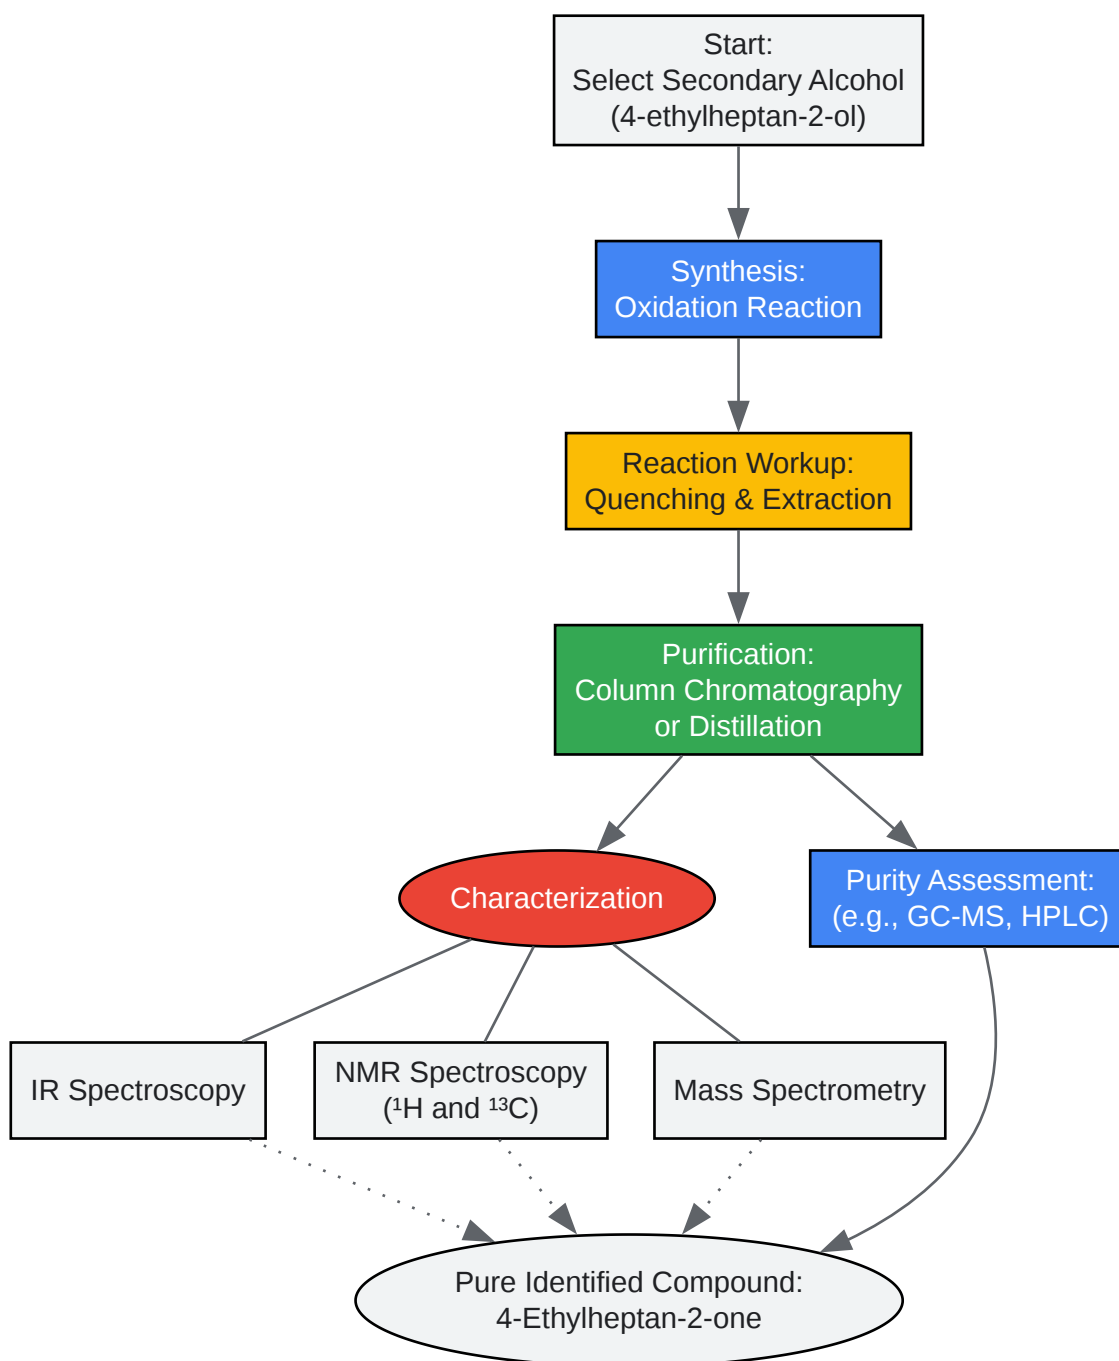 Start:
Select Secondary Alcohol
(4-ethylheptan-2-ol)
Synthesis:
Oxidation Reaction
Reaction Workup:
Quenching & Extraction
Purification:
Column Chromatography
or Distillation
Characterization
Purity Assessment:
(e.g., GC-MS, HPLC)
IR Spectroscopy
NMR Spectroscopy
(¹H and ¹³C)
Mass Spectrometry
Pure Identified Compound:
4-Ethylheptan-2-one